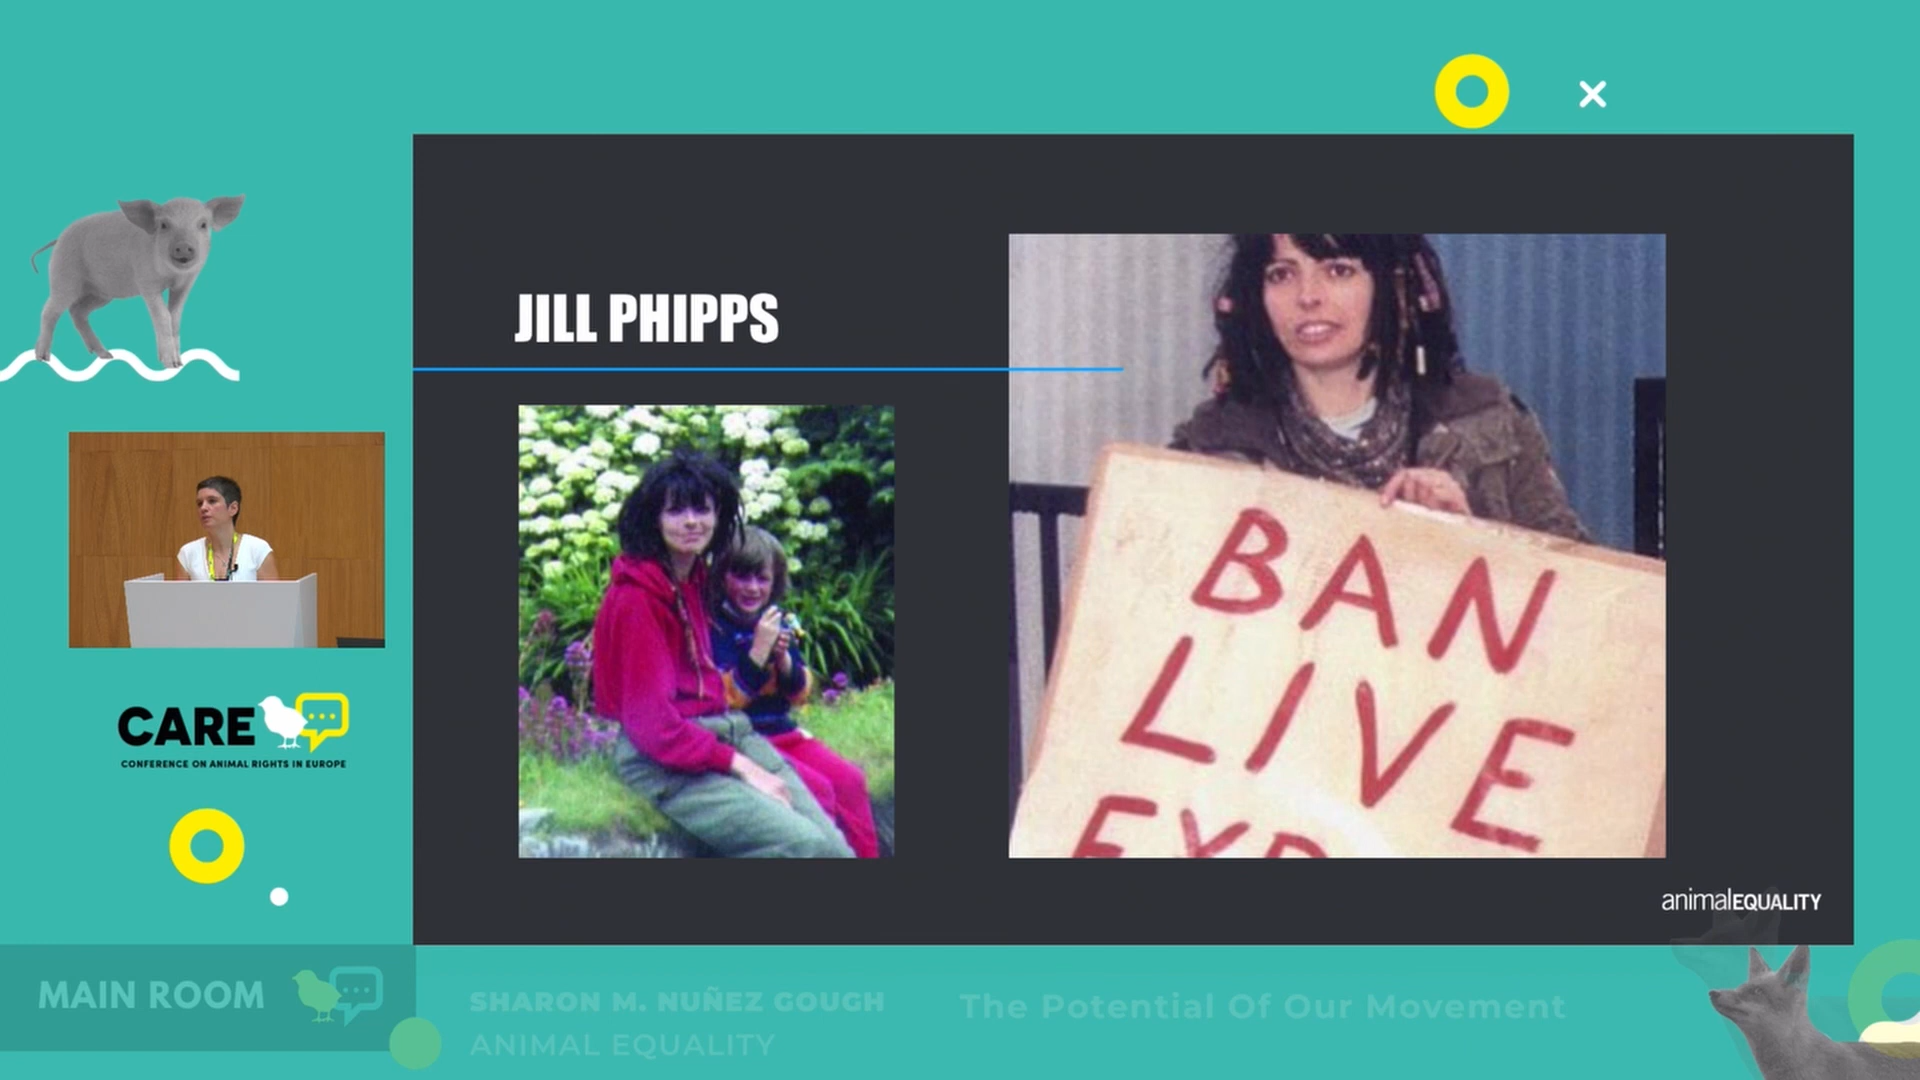 JILL PHIPPS
BAN
LIVE
animalEQUALITY
CARE
CONFERENCE ON ANIMAL RIGHTS IN EUROPE
MAIN ROOM
SHARON M. NUÑEZ GOUGH
ANIMAL EQUALITY
The Potential Of Our Movement